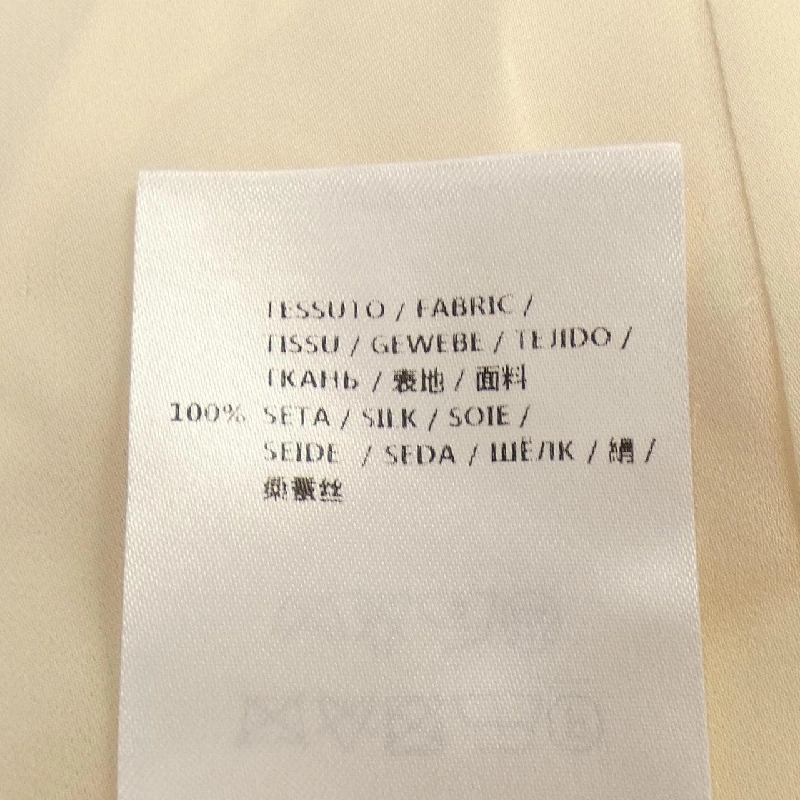 TESSUTO / FABRIC /
TISSU / GEWEBE / TEJIDO /
ТКАНЬ / 表地 / 面料
100% SETA / SILK / SOIE /
SEIDE / SEDA / ШЁЛК / 絹 /
桑蚕丝